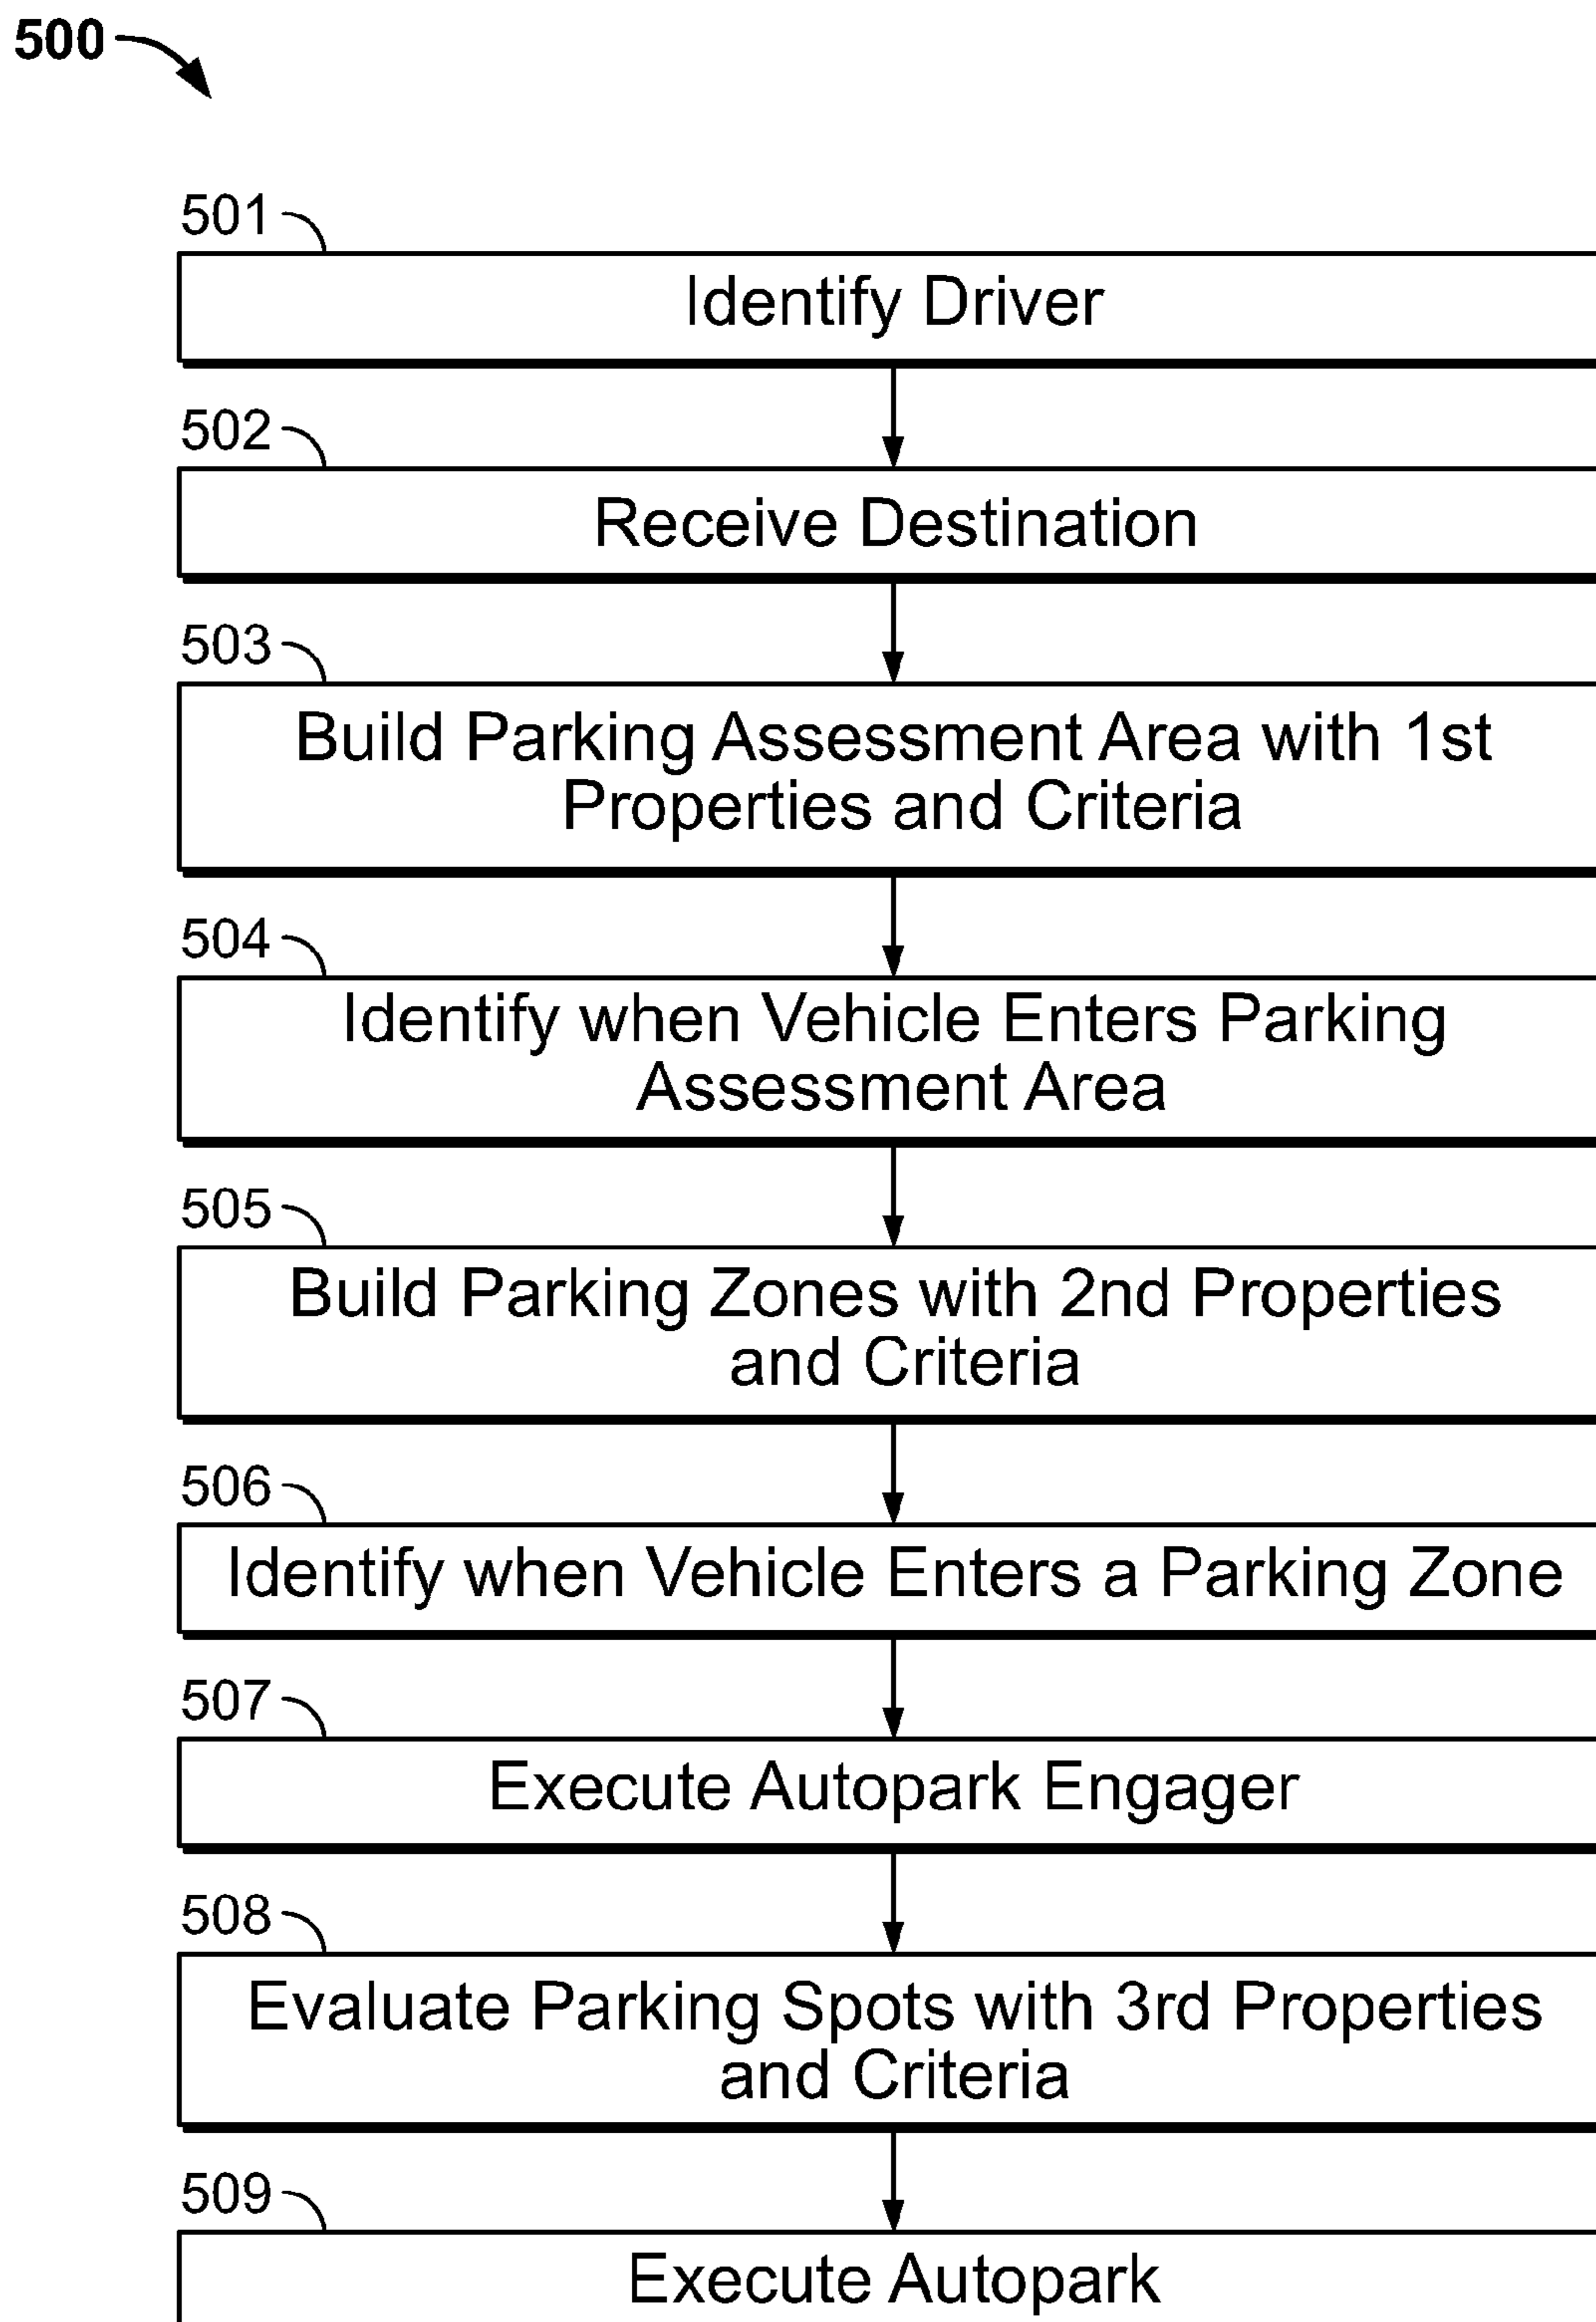 500
501
Identify Driver
502
Receive Destination
503
Build Parking Assessment Area with 1st
Properties and Criteria
504
Identify when Vehicle Enters Parking
Assessment Area
505
Build Parking Zones with 2nd Properties
and Criteria
506
Identify when Vehicle Enters a Parking Zone
507
Execute Autopark Engager
508
Evaluate Parking Spots with 3rd Properties
and Criteria
509
Execute Autopark